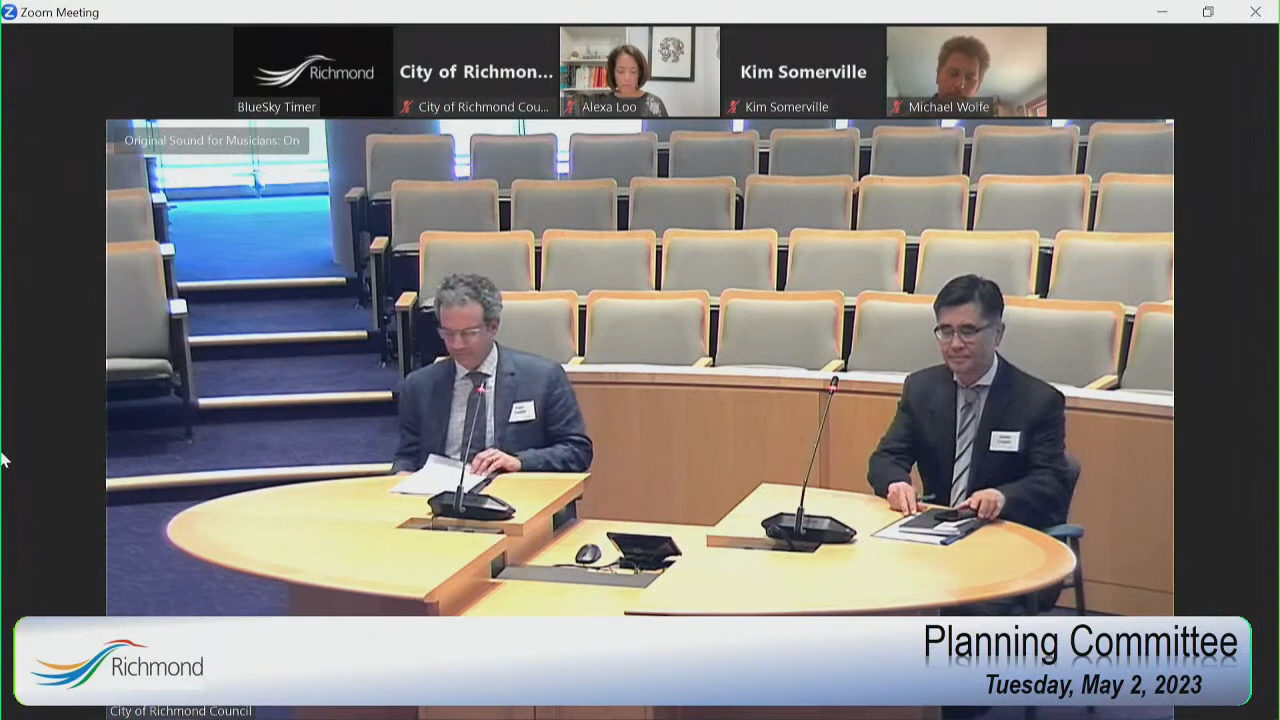 Zoom Meeting
Richmond
BlueSky Timer
City of Richmon...
City of Richmond Cou...
Alexa Loo
Kim Somerville
Kim Somerville
Michael Wolfe
Original Sound for Musicians: On
Richmond
Planning Committee
Tuesday, May 2, 2023
City of Richmond Council